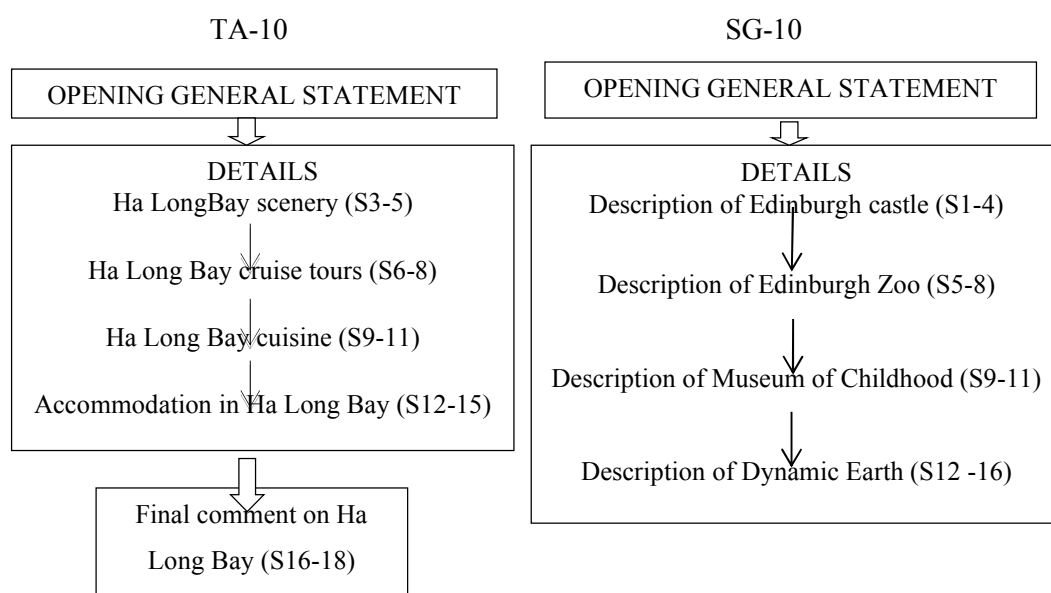 TA-10
OPENING GENERAL STATEMENT
DETAILS
Ha LongBay scenery (S3-5)
Ha Long Bay cruise tours (S6-8)
Ha Long Bay cuisine (S9-11)
Accommodation in Ha Long Bay (S12-15)
Final comment on Ha
Long Bay (S16-18)
SG-10
OPENING GENERAL STATEMENT
DETAILS
Description of Edinburgh castle (S1-4)
Description of Edinburgh Zoo (S5-8)
Description of Museum of Childhood (S9-11)
Description of Dynamic Earth (S12 -16)